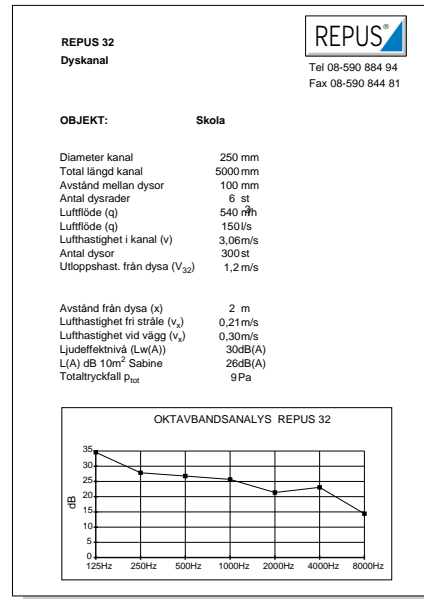 REPUS 32
Dyskanal
REPUS®
Tel 08-590 884 94
Fax 08-590 844 81
OBJEKT: Skola
Diameter kanal 250 mm
Total längd kanal 5000 mm
Avstånd mellan dysor 100 mm
Antal dysrader 6 st
Luftflöde (q) 540 m³/h
Luftflöde (q) 150 l/s
Lufthastighet i kanal (v) 3,06 m/s
Antal dysor 300 st
Utloppshast. från dysa (V₃₂) 1,2 m/s
Avstånd från dysa (x) 2 m
Lufthastighet fri stråle (vₓ) 0,21 m/s
Lufthastighet vid vägg (vₓ) 0,30 m/s
Ljudeffektnivå (Lw(A)) 30 dB(A)
L(A) dB 10m² Sabine 26 dB(A)
Totaltryckfall pₜₒₜ 9 Pa
OKTAVBANDSANALYS REPUS 32
dB
35
30
25
20
15
10
5
0
125Hz 250Hz 500Hz 1000Hz 2000Hz 4000Hz 8000Hz